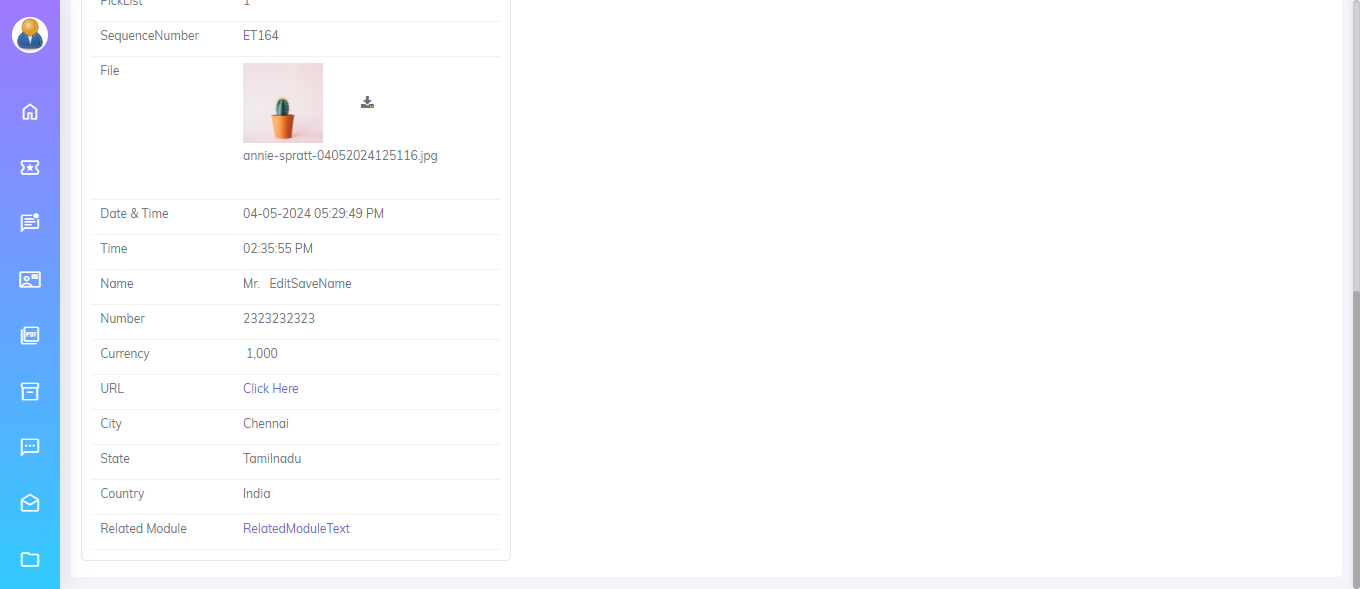 PickList 1
SequenceNumber ET164
File
annie-spratt-04052024125116.jpg
Date & Time 04-05-2024 05:29:49 PM
Time 02:35:55 PM
Name Mr. EditSaveName
Number 2323232323
Currency 1,000
URL Click Here
City Chennai
State Tamilnadu
Country India
Related Module RelatedModuleText
PDF